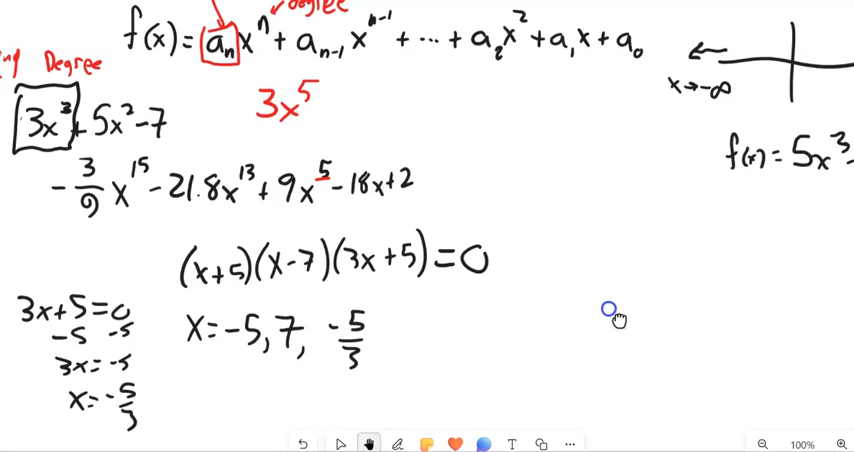 degree
f(x) = aₙxⁿ + aₙ₋₁xⁿ⁻¹ + ... + a₂x² + a₁x + a₀
Degree
x→-∞
3x³ + 5x² - 7
3x⁵
f(x) = 5x³
-3/9 x¹⁵ - 21.8x¹³ + 9x⁵ - 18x + 2
(x+5)(x-7)(3x+5) = 0
3x+5=0
-5 -5
3x=-5
x=-5/3
x = -5, 7, -5/3
T
100%